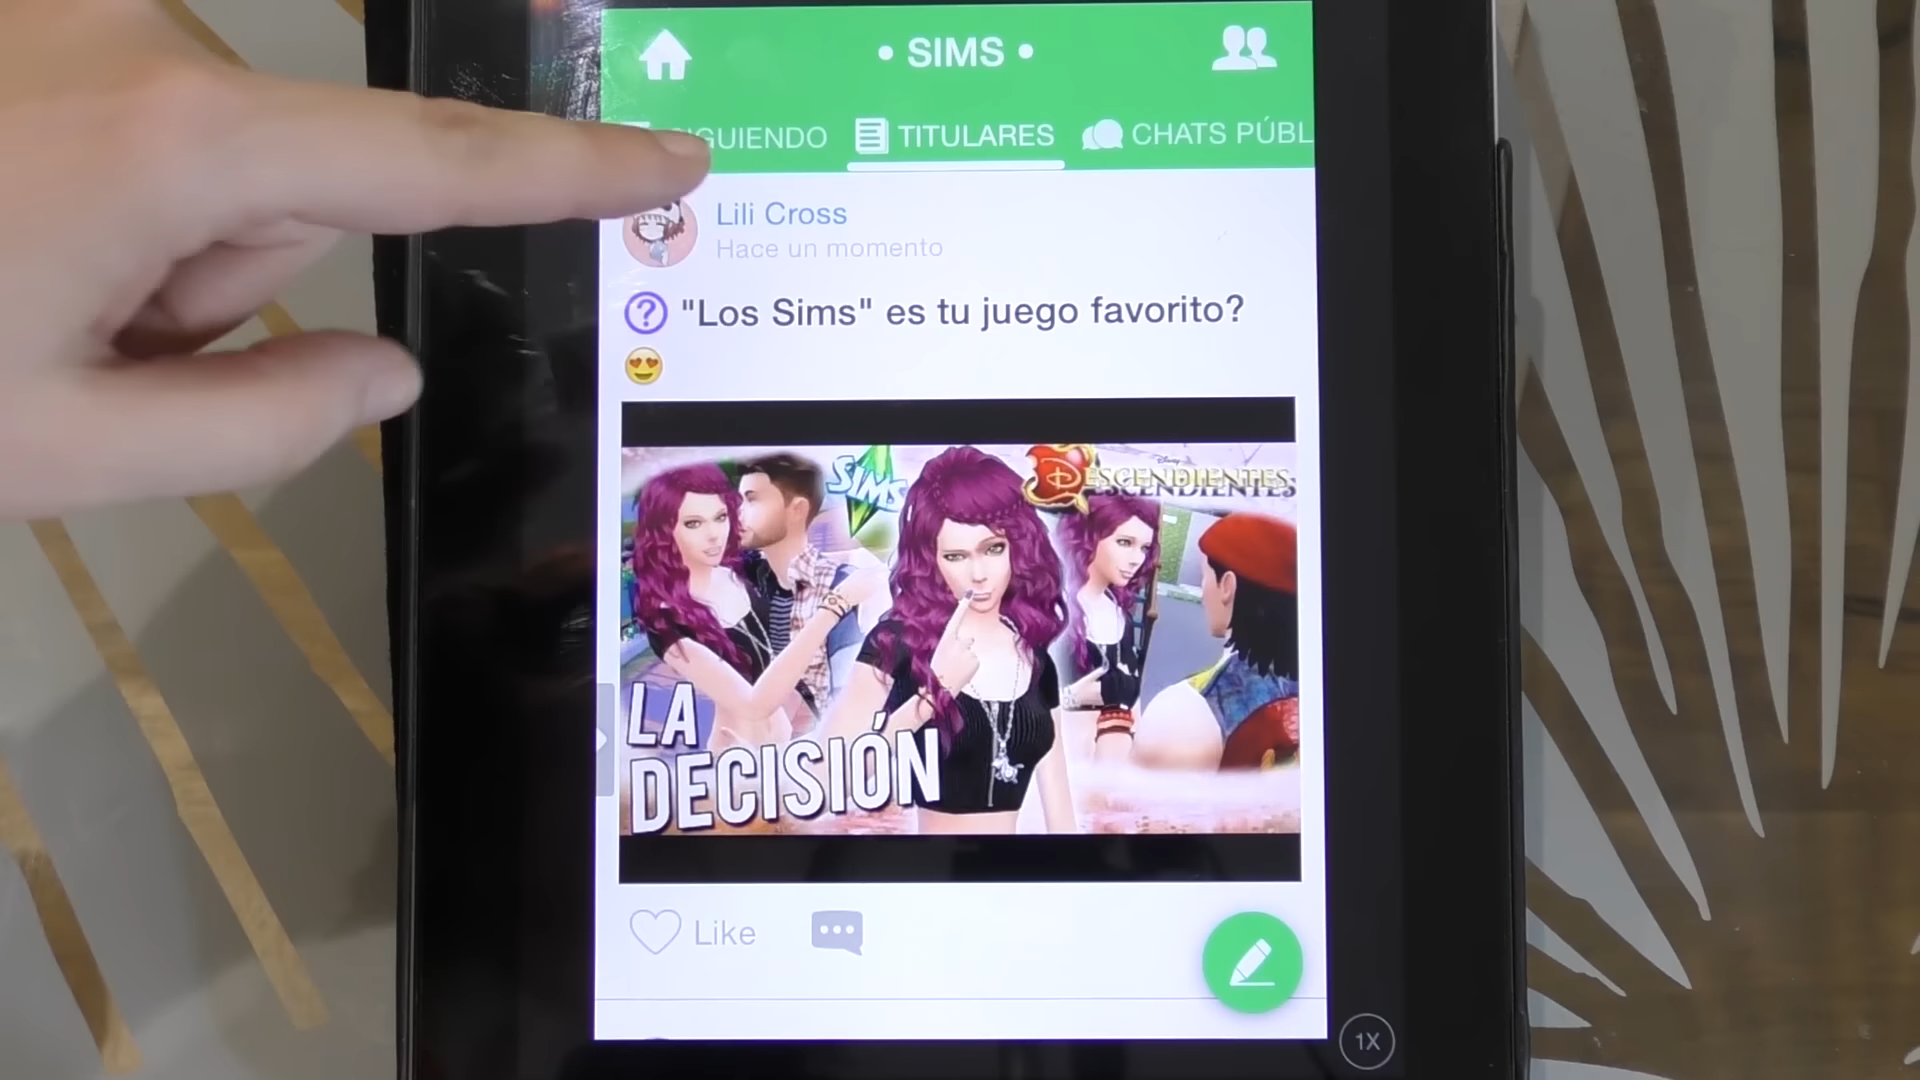 • SIMS •
TITULARES
CHATS PÚBL
Lili Cross
Hace un momento
? "Los Sims" es tu juego favorito?
SIMS
Disney
DESCENDIENTES
LA
DECISIÓN
Like
1X